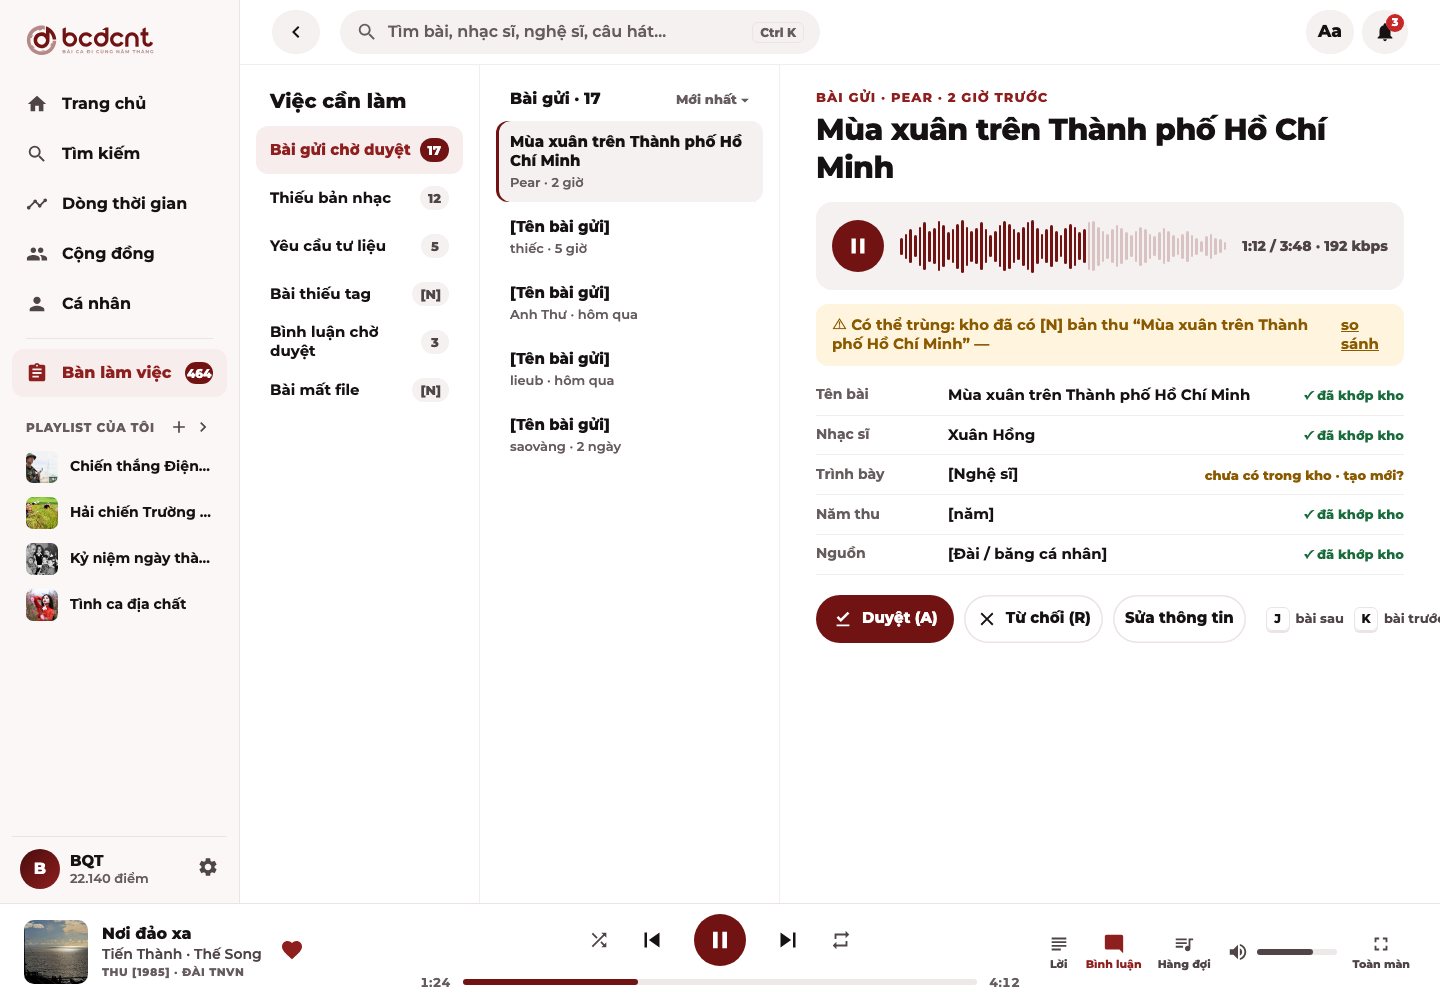 bcdcnt
BÀI CA ĐI CÙNG NĂM THÁNG
Trang chủ
Tìm kiếm
Dòng thời gian
Cộng đồng
Cá nhân
Bàn làm việc 464
PLAYLIST CỦA TÔI
Chiến thắng Điện...
Hải chiến Trường ...
Kỷ niệm ngày thà...
Tình ca địa chất
B
BQT
22.140 điểm
Tìm bài, nhạc sĩ, nghệ sĩ, câu hát... Ctrl K
Aa
3
Việc cần làm
Bài gửi chờ duyệt 17
Thiếu bản nhạc 12
Yêu cầu tư liệu 5
Bài thiếu tag [N]
Bình luận chờ
duyệt 3
Bài mất file [N]
Bài gửi · 17 Mới nhất
Mùa xuân trên Thành phố Hồ
Chí Minh
Pear · 2 giờ
[Tên bài gửi]
thiếc · 5 giờ
[Tên bài gửi]
Anh Thư · hôm qua
[Tên bài gửi]
lieub · hôm qua
[Tên bài gửi]
saovàng · 2 ngày
BÀI GỬI · PEAR · 2 GIỜ TRƯỚC
Mùa xuân trên Thành phố Hồ Chí
Minh
1:12 / 3:48 · 192 kbps
⚠ Có thể trùng: kho đã có [N] bản thu “Mùa xuân trên Thành
phố Hồ Chí Minh” —
so
sánh
Tên bài Mùa xuân trên Thành phố Hồ Chí Minh ✓ đã khớp kho
Nhạc sĩ Xuân Hồng ✓ đã khớp kho
Trình bày [Nghệ sĩ] chưa có trong kho · tạo mới?
Năm thu [năm] ✓ đã khớp kho
Nguồn [Đài / băng cá nhân] ✓ đã khớp kho
Duyệt (A) Từ chối (R) Sửa thông tin J bài sau K bài trước
Nơi đảo xa
Tiến Thành · Thế Song
THU [1985] · ĐÀI TNVN
1:24 4:12
Lời Bình luận Hàng đợi Toàn màn